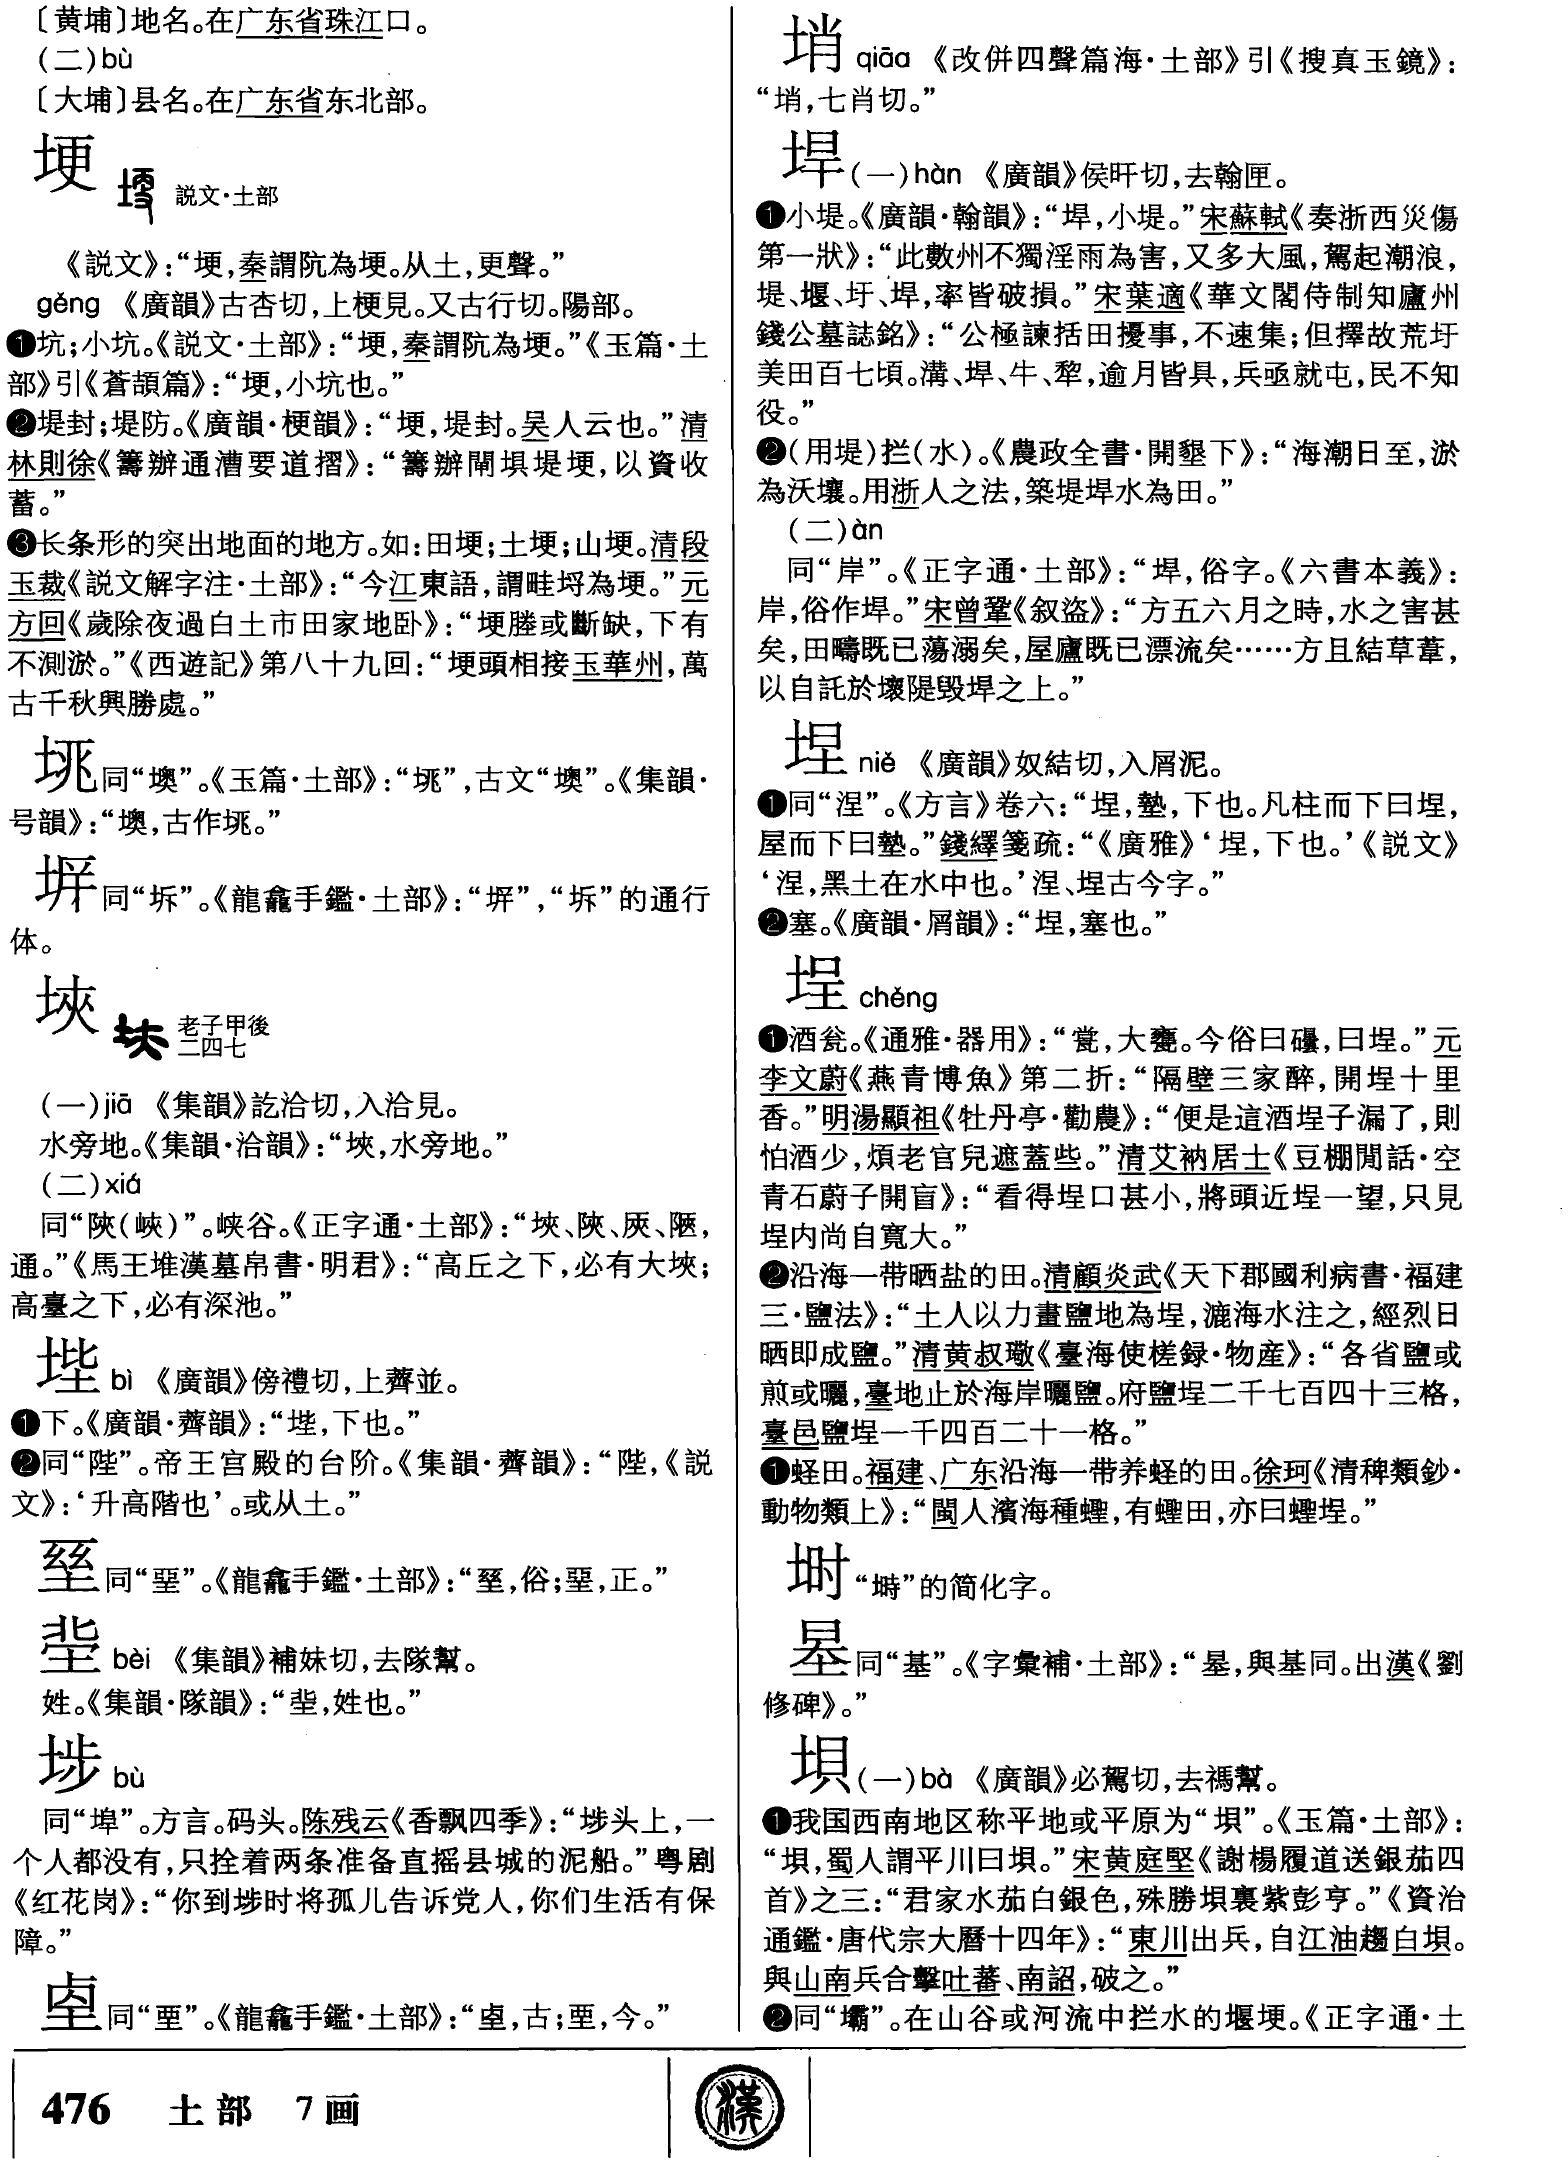 〔黄埔〕地名。在广东省珠江口。
(二)bù
〔大埔〕县名。在广东省东北部。
埂 説文·土部
《説文》：“埂，秦謂阬為埂。从土，更聲。”
gěng 《廣韻》古杏切，上梗見。又古行切。陽部。
❶坑；小坑。《説文·土部》：“埂，秦謂阬為埂。”《玉篇·土
部》引《蒼頡篇》：“埂，小坑也。”
❷堤封；堤防。《廣韻·梗韻》：“埂，堤封。吴人云也。”清
林則徐《籌辦通漕要道摺》：“籌辦閘埧堤埂，以資收
蓄。”
❸长条形的突出地面的地方。如：田埂；土埂；山埂。清段
玉裁《説文解字注·土部》：“今江東語，謂畦埒為埂。”元
方回《歲除夜過白土市田家地卧》：“埂塍或斷缺，下有
不測淤。”《西遊記》第八十九回：“埂頭相接玉華州，萬
古千秋興勝處。”
垗同“墺”。《玉篇·土部》：“垗”，古文“墺”。《集韻·
号韻》：“墺，古作垗。”
同“坼”。《龍龕手鑑·土部》：“”，“坼”的通行
体。
埉 老子甲後
二四七
(一)jiā 《集韻》訖洽切，入洽見。
水旁地。《集韻·洽韻》：“埉，水旁地。”
(二)xiá
同“陜(峽)”。峡谷。《正字通·土部》：“埉、陜、㕢、陿，
通。”《馬王堆漢墓帛書·明君》：“高丘之下，必有大埉；
高臺之下，必有深池。”
坒 bì 《廣韻》傍禮切，上薺並。
❶下。《廣韻·薺韻》：“坒，下也。”
❷同“陛”。帝王宫殿的台阶。《集韻·薺韻》：“陛，《説
文》：‘升高階也’。或从土。”
同“堊”。《龍龕手鑑·土部》：“，俗；堊，正。”
bèi 《集韻》補妹切，去隊幫。
姓。《集韻·隊韻》：“，姓也。”
埗 bù
同“埠”。方言。码头。陈残云《香飘四季》：“埗头上，一
个人都没有，只拴着两条准备直摇县城的泥船。”粤剧
《红花岗》：“你到埗时将孤儿告诉党人，你们生活有保
障。”
同“垔”。《龍龕手鑑·土部》：“，古；垔，今。”
埍 qiāo 《改併四聲篇海·土部》引《搜真玉鏡》：
“，七肖切。”
垾(一)hàn 《廣韻》侯旰切，去翰匣。
❶小堤。《廣韻·翰韻》：“垾，小堤。”宋蘇軾《奏浙西災傷
第一狀》：“此數州不獨淫雨為害，又多大風，駕起潮浪，
堤、堰、圩、垾，率皆破損。”宋葉適《華文閣侍制知廬州
錢公墓誌銘》：“公極諫括田擾事，不速集；但擇故荒圩
美田百七頃。溝、垾、牛、犂，逾月皆具，兵亟就屯，民不知
役。”
❷(用堤)拦(水)。《農政全書·開墾下》：“海潮日至，淤
為沃壤。用浙人之法，築堤垾水為田。”
(二)àn
同“岸”。《正字通·土部》：“垾，俗字。《六書本義》：
岸，俗作垾。”宋曾鞏《叙盜》：“方五六月之時，水之害甚
矣，田疇既已蕩溺矣，屋廬既已漂流矣……方且結草葦，
以自託於壞隄毁垾之上。”
埋 niě 《廣韻》奴結切，入屑泥。
❶同“涅”。《方言》卷六：“埕，墊，下也。凡柱而下曰埕，
屋而下曰墊。”錢繹箋疏：“《廣雅》‘埕，下也。’《説文》
‘涅，黑土在水中也。’涅、埕古今字。”
❷塞。《廣韻·屑韻》：“埕，塞也。”
埕 chěng
❶酒瓮。《通雅·器用》：“瓽，大甕。今俗曰礨，曰埕。”元
李文蔚《燕青博魚》第二折：“隔壁三家醉，開埕十里
香。”明湯顯祖《牡丹亭·勸農》：“便是這酒埕子漏了，則
怕酒少，煩老官兒遮蓋些。”清艾衲居士《豆棚閒話·空
青石蔚子開盲》：“看得埕口甚小，將頭近埕一望，只見
埕内尚自寬大。”
❷沿海一带晒盐的田。清顧炎武《天下郡國利病書·福建
三·鹽法》：“土人以力畫鹽地為埕，漉海水注之，經烈日
晒即成鹽。”清黄叔璥《臺海使槎録·物産》：“各省鹽或
煎或曬，臺地止於海岸曬鹽。府鹽埕二千七百四十三格，
臺邑鹽埕一千四百二十一格。”
❶蛏田。福建、广东沿海一带养蛏的田。徐珂《清稗類鈔·
動物類上》：“閩人濱海種蟶，有蟶田，亦曰蟶埕。”
埘 “塒”的简化字。
同“基”。《字彙補·土部》：“，與基同。出漢《劉
修碑》。”
垻(一)bà 《廣韻》必駕切，去禡幫。
❶我国西南地区称平地或平原为“垻”。《玉篇·土部》：
“垻，蜀人謂平川曰垻。”宋黄庭堅《謝楊履道送銀茄四
首》之三：“君家水茄白銀色，殊勝垻裏紫彭亨。”《資治
通鑑·唐代宗大曆十四年》：“東川出兵，自江油趨白垻。
與山南兵合擊吐蕃、南詔，破之。”
❷同“壩”。在山谷或河流中拦水的堰埂。《正字通·土
476 土部 7画
漢